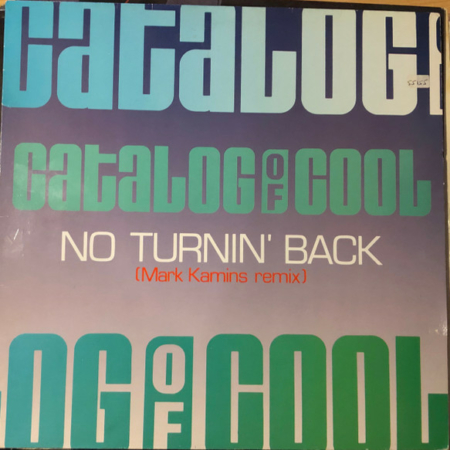 CATALOG
CATALOG OF COOL
NO TURNIN' BACK
(Mark Kamins remix)
OG OF COOL